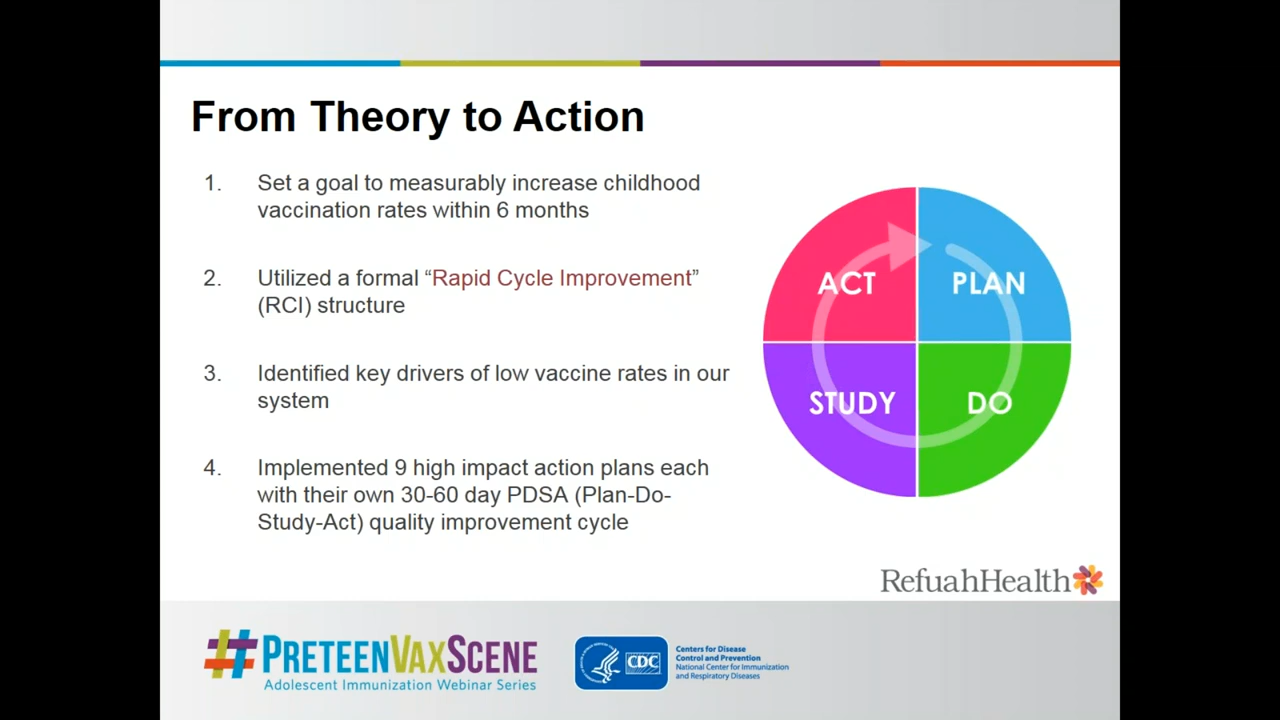 From Theory to Action
1. Set a goal to measurably increase childhood
vaccination rates within 6 months
2. Utilized a formal “Rapid Cycle Improvement”
(RCI) structure
3. Identified key drivers of low vaccine rates in our
system
4. Implemented 9 high impact action plans each
with their own 30-60 day PDSA (Plan-Do-
Study-Act) quality improvement cycle
ACT
PLAN
STUDY
DO
RefuahHealth
#PRETEENVAXSCENE
Adolescent Immunization Webinar Series
CDC
Centers for Disease
Control and Prevention
National Center for Immunization
and Respiratory Diseases